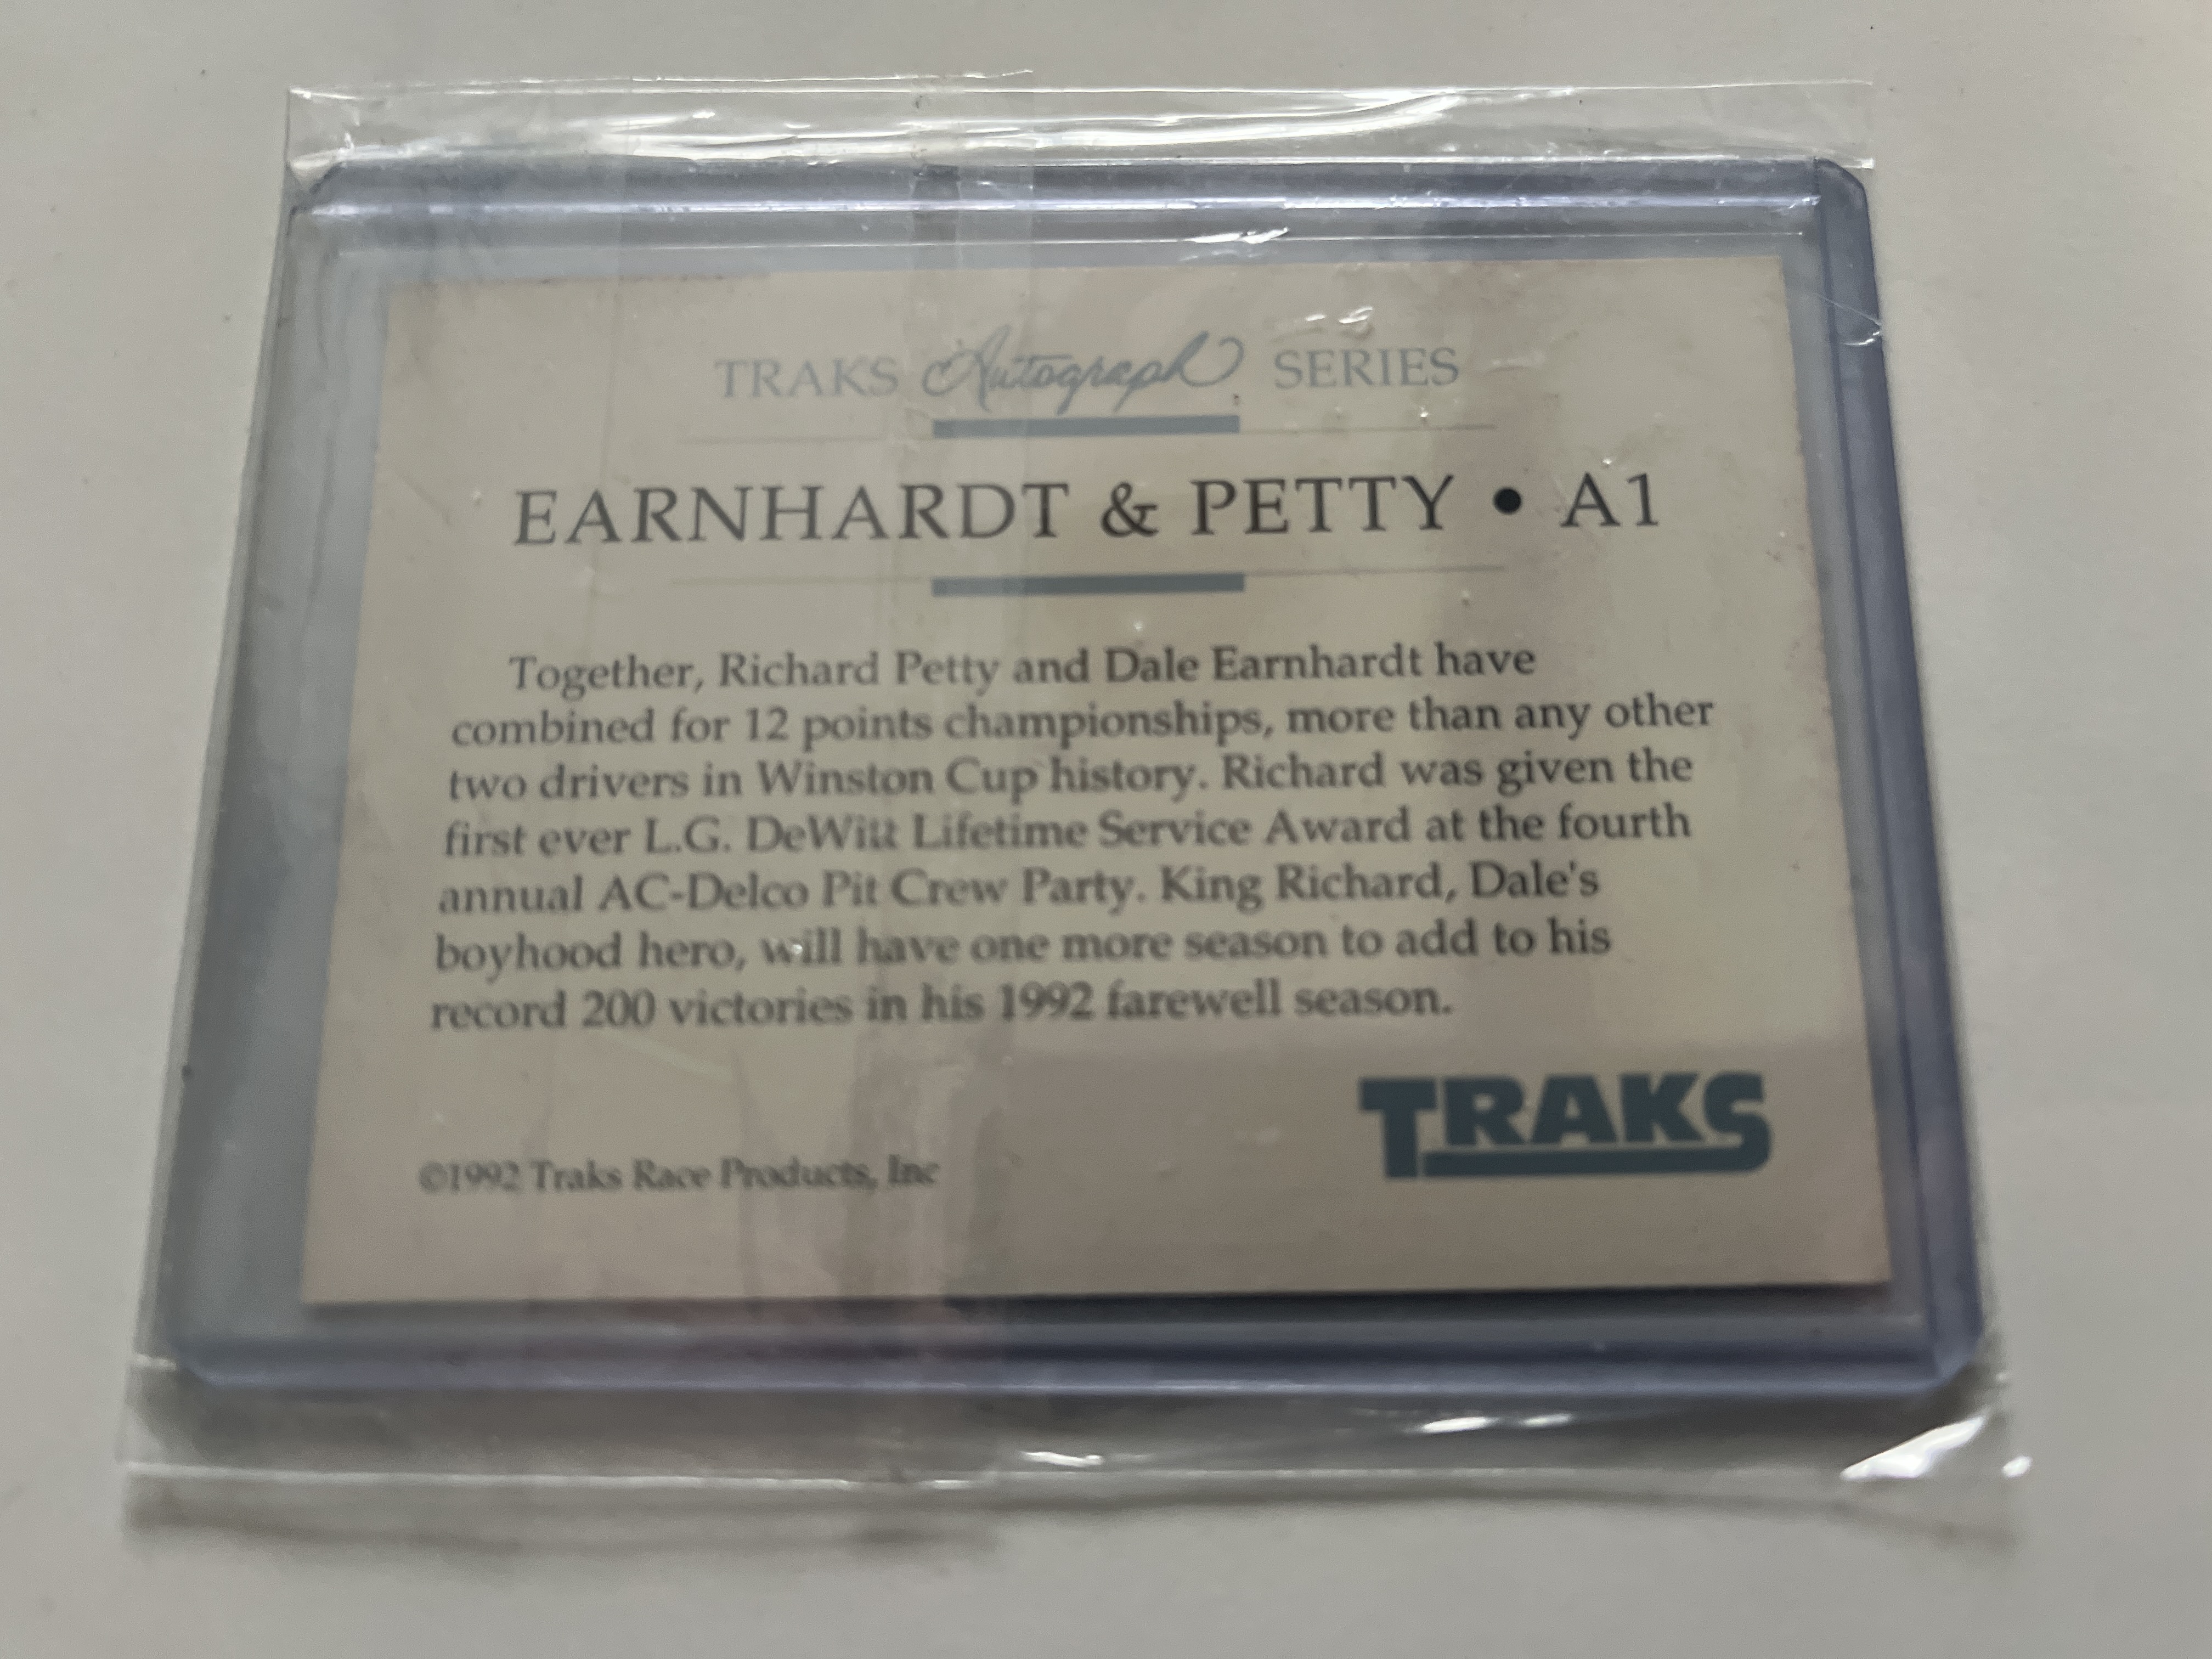 TRAKS Autograph SERIES
EARNHARDT & PETTY • A1
Together, Richard Petty and Dale Earnhardt have
combined for 12 points championships, more than any other
two drivers in Winston Cup history. Richard was given the
first ever L.G. DeWitt Lifetime Service Award at the fourth
annual AC-Delco Pit Crew Party. King Richard, Dale's
boyhood hero, will have one more season to add to his
record 200 victories in his 1992 farewell season.
TRAKS
©1992 Traks Race Products, Inc